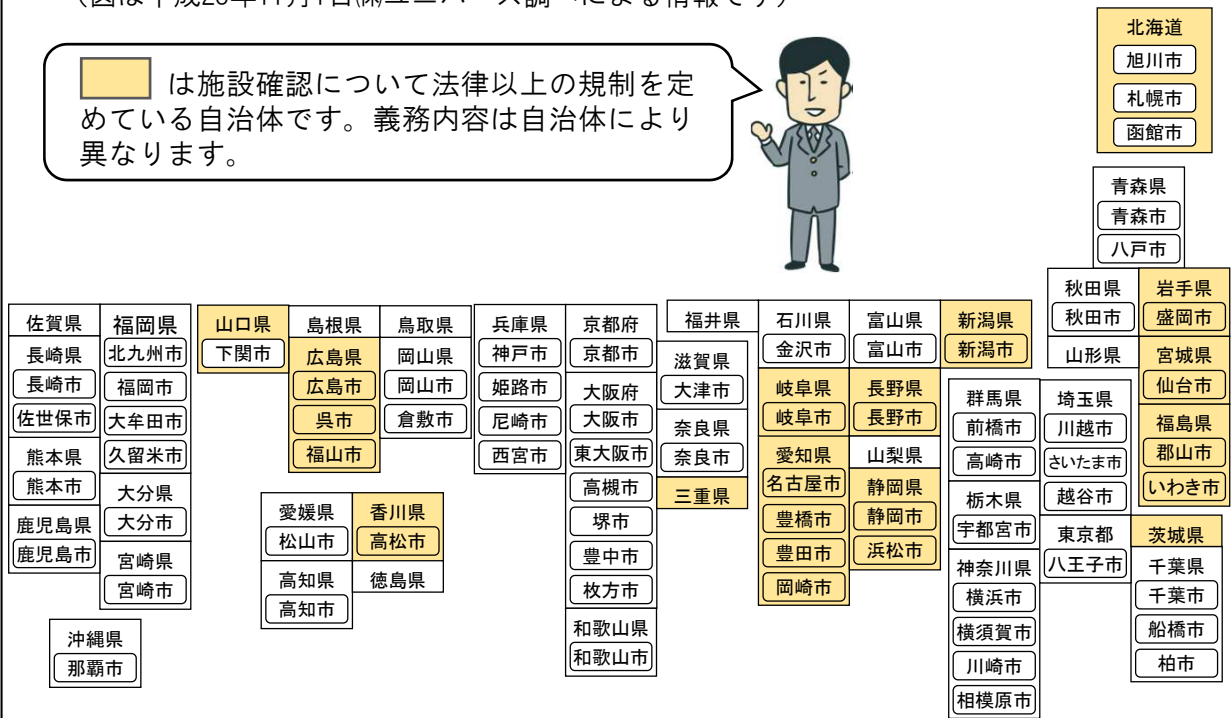 は施設確認について法律以上の規制を定
めている自治体です。義務内容は自治体により
異なります。
北海道
旭川市
札幌市
函館市
青森県
青森市
八戸市
秋田県
秋田市
山形県
岩手県
盛岡市
宮城県
仙台市
福島県
郡山市
いわき市
佐賀県
長崎県
長崎市
佐世保市
熊本県
熊本市
鹿児島県
鹿児島市
福岡県
北九州市
福岡市
大牟田市
久留米市
大分県
大分市
宮崎県
宮崎市
沖縄県
那覇市
山口県
下関市
島根県
広島県
広島市
呉市
福山市
鳥取県
岡山県
岡山市
倉敷市
愛媛県
松山市
高知県
高知市
香川県
高松市
徳島県
兵庫県
神戸市
姫路市
尼崎市
西宮市
京都府
京都市
大阪府
大阪市
東大阪市
高槻市
堺市
豊中市
枚方市
和歌山県
和歌山市
福井県
滋賀県
大津市
奈良県
奈良市
三重県
石川県
金沢市
岐阜県
岐阜市
愛知県
名古屋市
豊橋市
豊田市
岡崎市
富山県
富山市
長野県
長野市
山梨県
静岡県
静岡市
浜松市
新潟県
新潟市
群馬県
前橋市
高崎市
栃木県
宇都宮市
神奈川県
横浜市
横須賀市
川崎市
相模原市
埼玉県
川越市
さいたま市
越谷市
東京都
八王子市
茨城県
千葉県
千葉市
船橋市
柏市